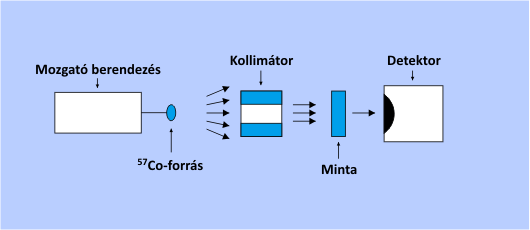 Kollimátor
Detektor
Mozgató berendezés
⁵⁷Co-forrás
Minta